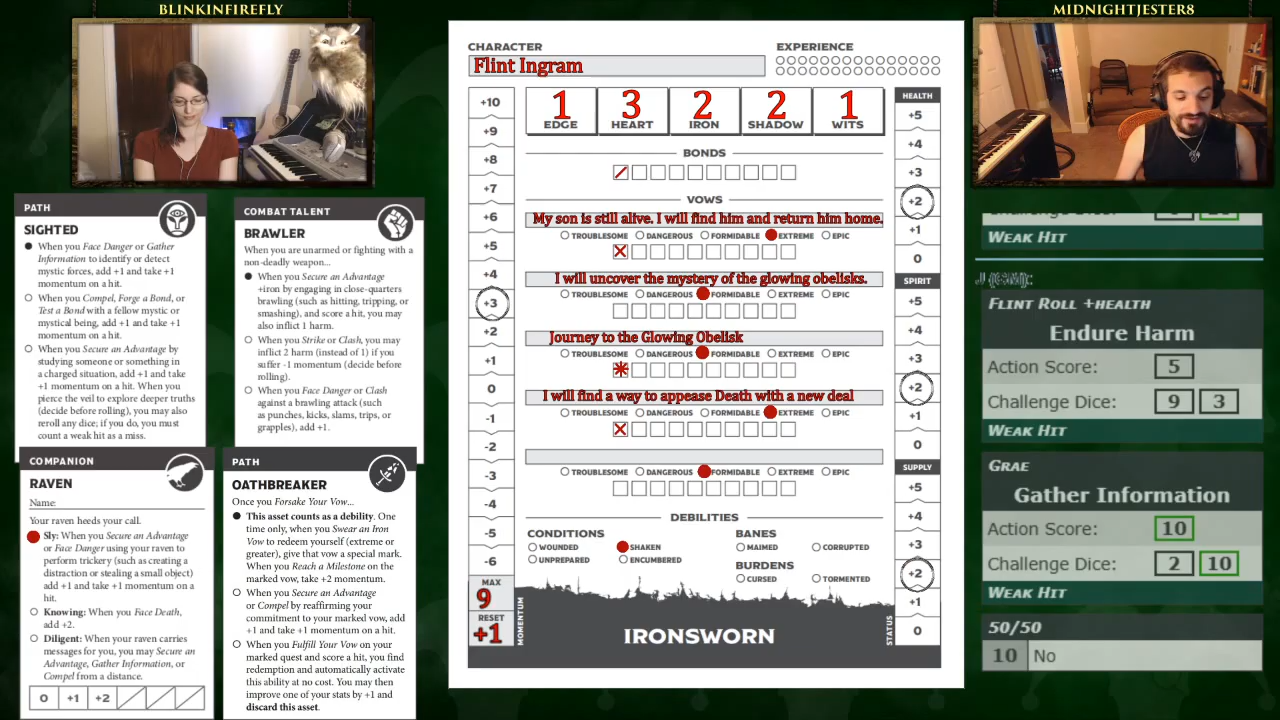 BLINKINFIREFLY
MIDNIGHTJESTER8
PATH
SIGHTED
When you Face Danger or Gather
Information to identify or detect
mystic forces, add +1 and take +1
momentum on a hit.
When you Compel, Forge a Bond, or
Test a Bond with a fellow mystic or
mystical being, add +1 and take +1
momentum on a hit.
When you Secure an Advantage by
studying someone or something in
a charged situation, add +1 and take
+1 momentum on a hit. When you
pierce the veil to explore deeper truths
(decide before rolling), you may also
reroll any dice; if you do, you must
count a weak hit as a miss.
COMBAT TALENT
BRAWLER
When you are unarmed or fighting with a
non-deadly weapon...
When you Secure an Advantage
+iron by engaging in close-quarters
brawling (such as hitting, tripping, or
smashing), and score a hit, you may
also inflict 1 harm.
When you Strike or Clash, you may
inflict 2 harm (instead of 1) if you
suffer -1 momentum (decide before
rolling).
When you Face Danger or Clash
against a brawling attack (such
as punches, kicks, slams, trips, or
grapples), add +1.
COMPANION
RAVEN
Name:
Your raven heeds your call.
Sly: When you Secure an Advantage
or Face Danger using your raven to
perform trickery (such as creating a
distraction or stealing a small object)
add +1 and take +1 momentum on a
hit.
Knowing: When you Face Death,
add +2.
Diligent: When your raven carries
messages for you, you may Secure an
Advantage, Gather Information, or
Compel from a distance.
0 +1 +2
PATH
OATHBREAKER
Once you Forsake Your Vow...
This asset counts as a debility. One
time only, when you Swear an Iron
Vow to redeem yourself (extreme or
greater), give that vow a special mark.
When you Reach a Milestone on the
marked vow, take +2 momentum.
When you Secure an Advantage
or Compel by reaffirming your
commitment to your marked vow, add
+1 and take +1 momentum on a hit.
When you Fulfill Your Vow on your
marked quest and score a hit, you find
redemption and automatically activate
this ability at no cost. You may then
improve one of your stats by +1 and
discard this asset.
CHARACTER
EXPERIENCE
Flint Ingram
+10
+9
+8
+7
+6
+5
+4
+3
+2
+1
0
-1
-2
-3
-4
-5
-6
MAX
9
RESET
+1
MOMENTUM
1 3 2 2 1
EDGE HEART IRON SHADOW WITS
BONDS
VOWS
My son is still alive. I will find him and return him home.
TROUBLESOME DANGEROUS FORMIDABLE EXTREME EPIC
I will uncover the mystery of the glowing obelisks.
TROUBLESOME DANGEROUS FORMIDABLE EXTREME EPIC
Journey to the Glowing Obelisk
TROUBLESOME DANGEROUS FORMIDABLE EXTREME EPIC
I will find a way to appease Death with a new deal
TROUBLESOME DANGEROUS FORMIDABLE EXTREME EPIC
TROUBLESOME DANGEROUS FORMIDABLE EXTREME EPIC
DEBILITIES
CONDITIONS
WOUNDED SHAKEN
UNPREPARED ENCUMBERED
BANES
MAIMED CORRUPTED
BURDENS
CURSED TORMENTED
IRONSWORN
HEALTH
+5
+4
+3
+2
+1
0
SPIRIT
+5
+4
+3
+2
+1
0
SUPPLY
+5
+4
+3
+2
+1
0
STATUS
WEAK HIT
FLINT ROLL +HEALTH
Endure Harm
Action Score: 5
Challenge Dice: 9 3
WEAK HIT
GRAE
Gather Information
Action Score: 10
Challenge Dice: 2 10
WEAK HIT
50/50
10 No